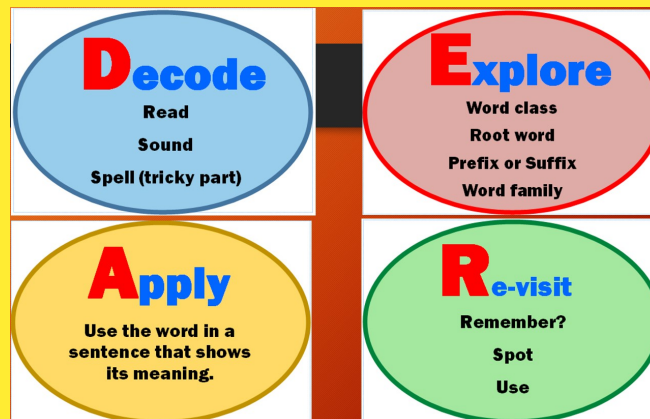 Decode
Read
Sound
Spell (tricky part)
Explore
Word class
Root word
Prefix or Suffix
Word family
Apply
Use the word in a
sentence that shows
its meaning.
Re-visit
Remember?
Spot
Use